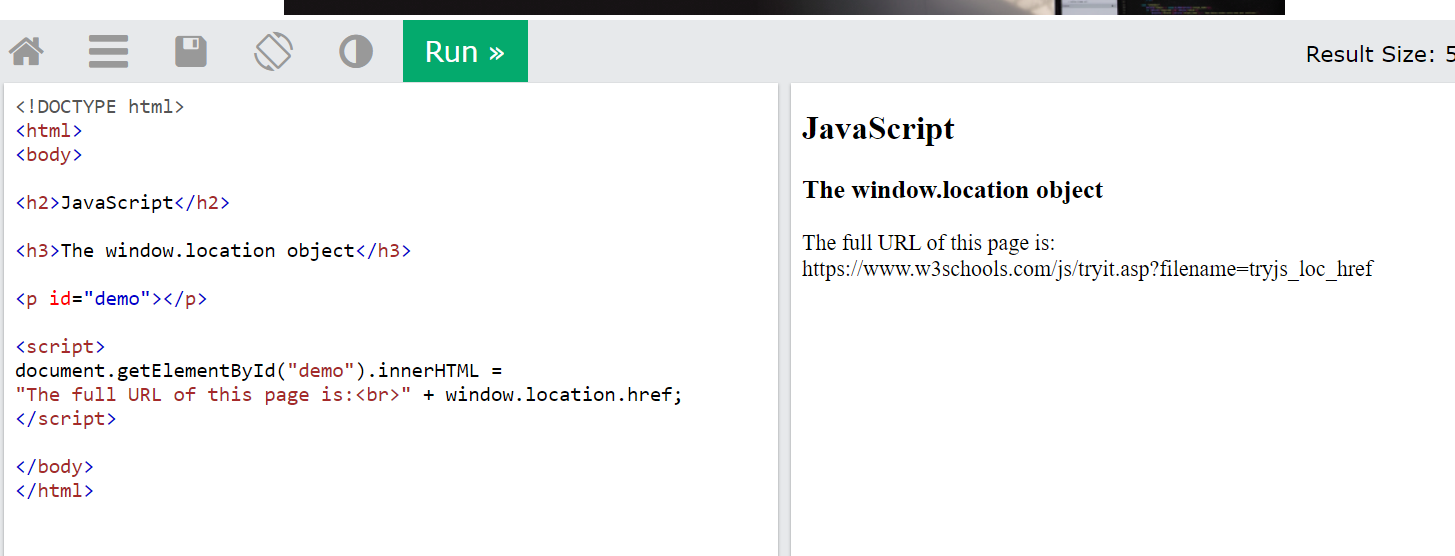 Run »
Result Size: 5
<!DOCTYPE html>
<html>
<body>
<h2>JavaScript</h2>
<h3>The window.location object</h3>
<p id="demo"></p>
<script>
document.getElementById("demo").innerHTML =
"The full URL of this page is:<br>" + window.location.href;
</script>
</body>
</html>
JavaScript
The window.location object
The full URL of this page is:
https://www.w3schools.com/js/tryit.asp?filename=tryjs_loc_href